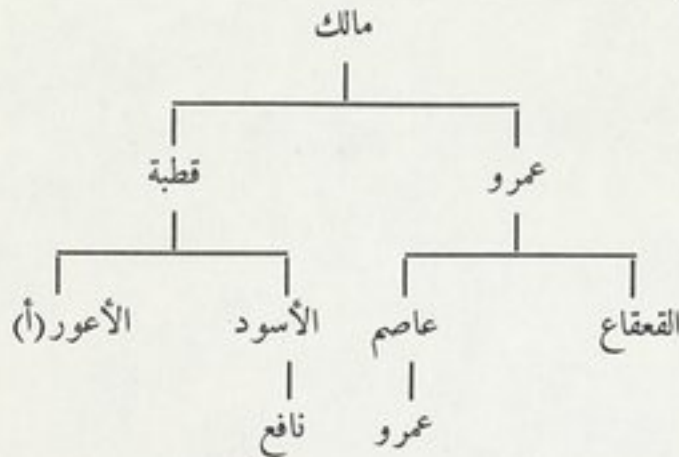 مالك
عمرو قطبة
القعقاع عاصم الأسود الأعور(أ)
عمرو نافع